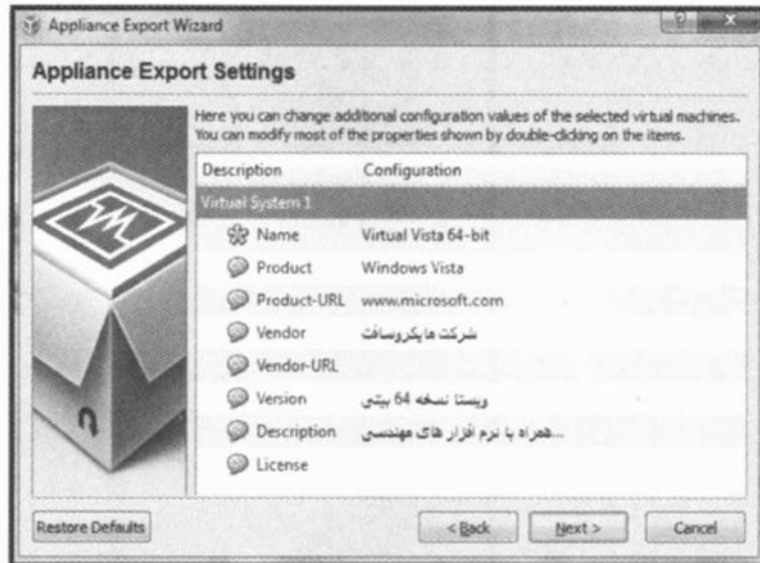 Appliance Export Wizard
Appliance Export Settings
Here you can change additional configuration values of the selected virtual machines.
You can modify most of the properties shown by double-clicking on the items.
Description Configuration
Virtual System 1
Name Virtual Vista 64-bit
Product Windows Vista
Product-URL www.microsoft.com
Vendor شرکت مایکروسافت
Vendor-URL
Version ویستا نسخه 64 بیتی
Description همراه با نرم افزار های مهندسی...
License
Restore Defaults < Back Next > Cancel